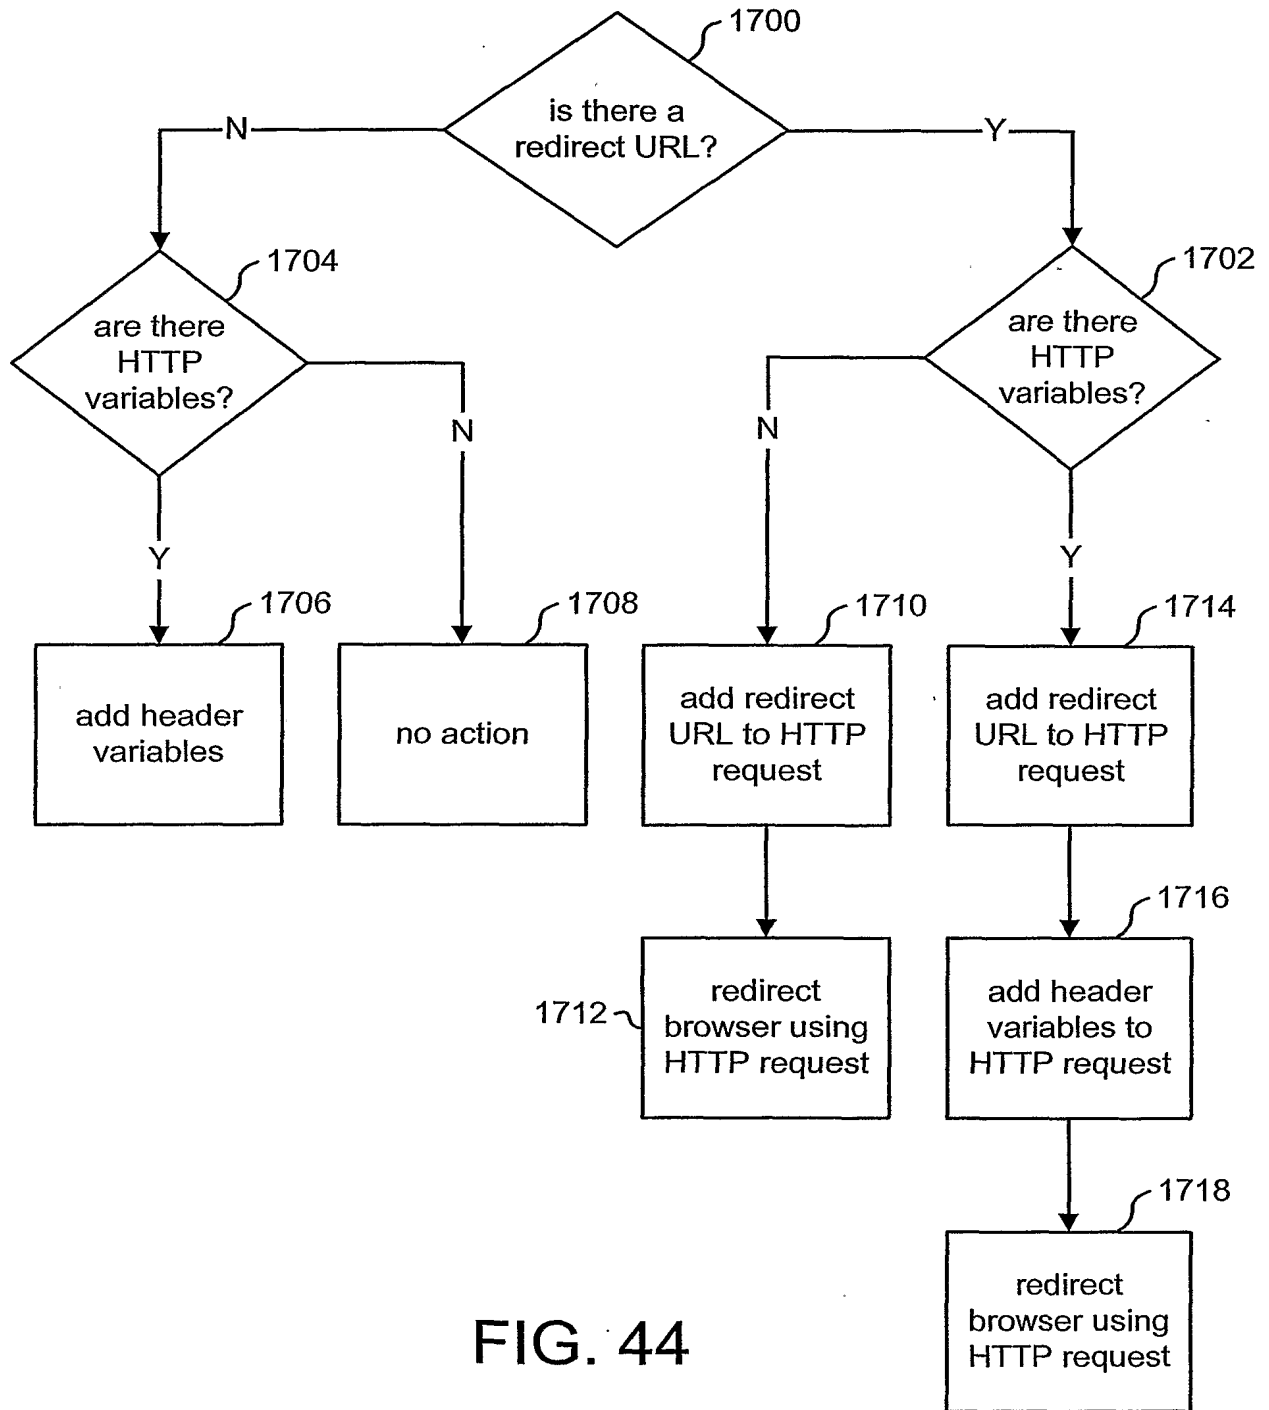 1700
is there a
redirect URL?
N
Y
1704
are there
HTTP
variables?
1702
are there
HTTP
variables?
N
N
Y
Y
1706
add header
variables
1708
no action
1710
add redirect
URL to HTTP
request
1714
add redirect
URL to HTTP
request
1712
redirect
browser using
HTTP request
1716
add header
variables to
HTTP request
1718
redirect
browser using
HTTP request
FIG. 44